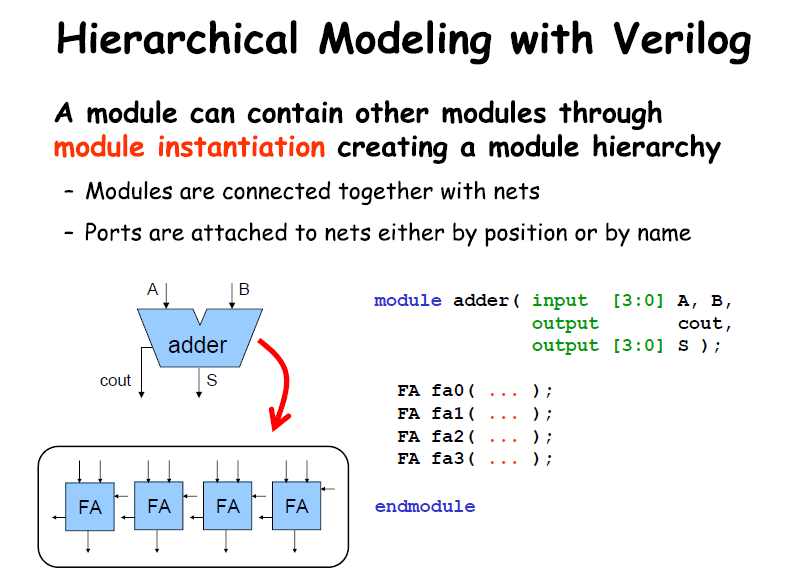 Hierarchical Modeling with Verilog
A module can contain other modules through
module instantiation creating a module hierarchy
– Modules are connected together with nets
– Ports are attached to nets either by position or by name
A
B
adder
cout
S
FA
FA
FA
FA
module adder( input [3:0] A, B,
output cout,
output [3:0] S );
FA fa0( ... );
FA fa1( ... );
FA fa2( ... );
FA fa3( ... );
endmodule